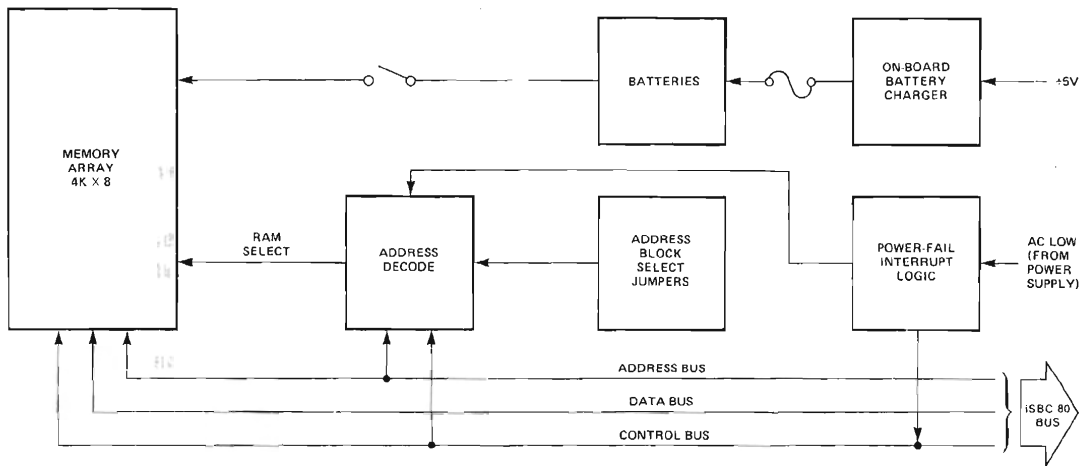 MEMORY
ARRAY
4K X 8
BATTERIES
ON-BOARD
BATTERY
CHARGER
+5V
RAM
SELECT
ADDRESS
DECODE
ADDRESS
BLOCK
SELECT
JUMPERS
POWER-FAIL
INTERRUPT
LOGIC
AC LOW
(FROM
POWER
SUPPLY)
ADDRESS BUS
DATA BUS
CONTROL BUS
iSBC 80
BUS